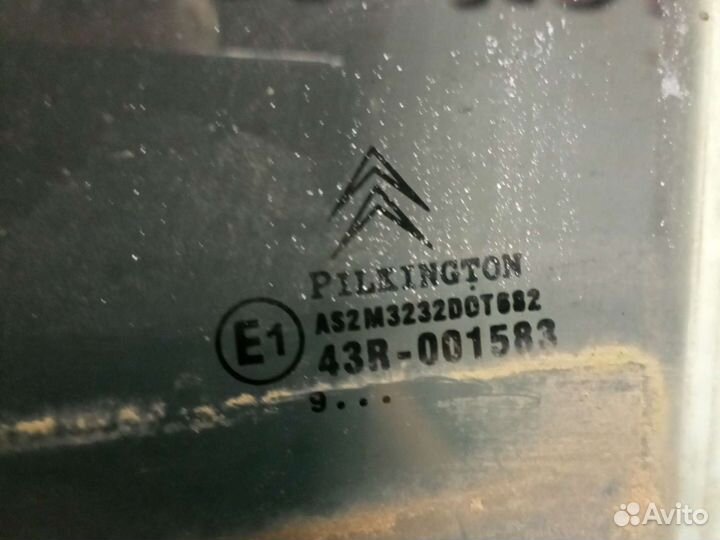 PILKINGTON
AS2M3232DOT682
E1
43R-001583
9...
Avito